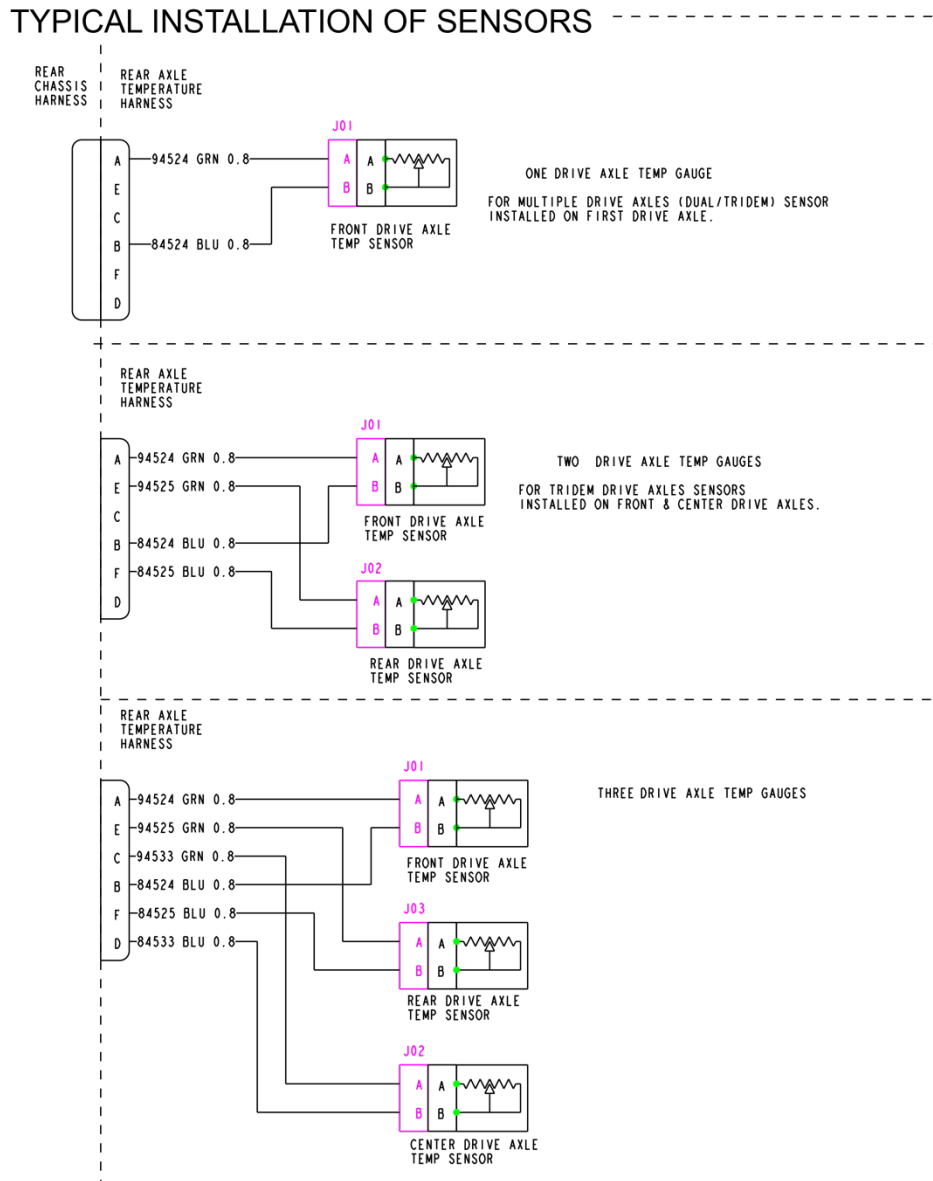 TYPICAL INSTALLATION OF SENSORS
REAR
CHASSIS
HARNESS
REAR AXLE
TEMPERATURE
HARNESS
A
E
C
B
F
D
94524 GRN 0.8
84524 BLU 0.8
J01
A A
B B
FRONT DRIVE AXLE
TEMP SENSOR
ONE DRIVE AXLE TEMP GAUGE
FOR MULTIPLE DRIVE AXLES (DUAL/TRIDEM) SENSOR
INSTALLED ON FIRST DRIVE AXLE.
REAR AXLE
TEMPERATURE
HARNESS
A 94524 GRN 0.8
E 94525 GRN 0.8
C
B 84524 BLU 0.8
F 84525 BLU 0.8
D
J01
A A
B B
FRONT DRIVE AXLE
TEMP SENSOR
J02
A A
B B
REAR DRIVE AXLE
TEMP SENSOR
TWO DRIVE AXLE TEMP GAUGES
FOR TRIDEM DRIVE AXLES SENSORS
INSTALLED ON FRONT & CENTER DRIVE AXLES.
REAR AXLE
TEMPERATURE
HARNESS
A 94524 GRN 0.8
E 94525 GRN 0.8
C 94533 GRN 0.8
B 84524 BLU 0.8
F 84525 BLU 0.8
D 84533 BLU 0.8
J01
A A
B B
FRONT DRIVE AXLE
TEMP SENSOR
J03
A A
B B
REAR DRIVE AXLE
TEMP SENSOR
J02
A A
B B
CENTER DRIVE AXLE
TEMP SENSOR
THREE DRIVE AXLE TEMP GAUGES